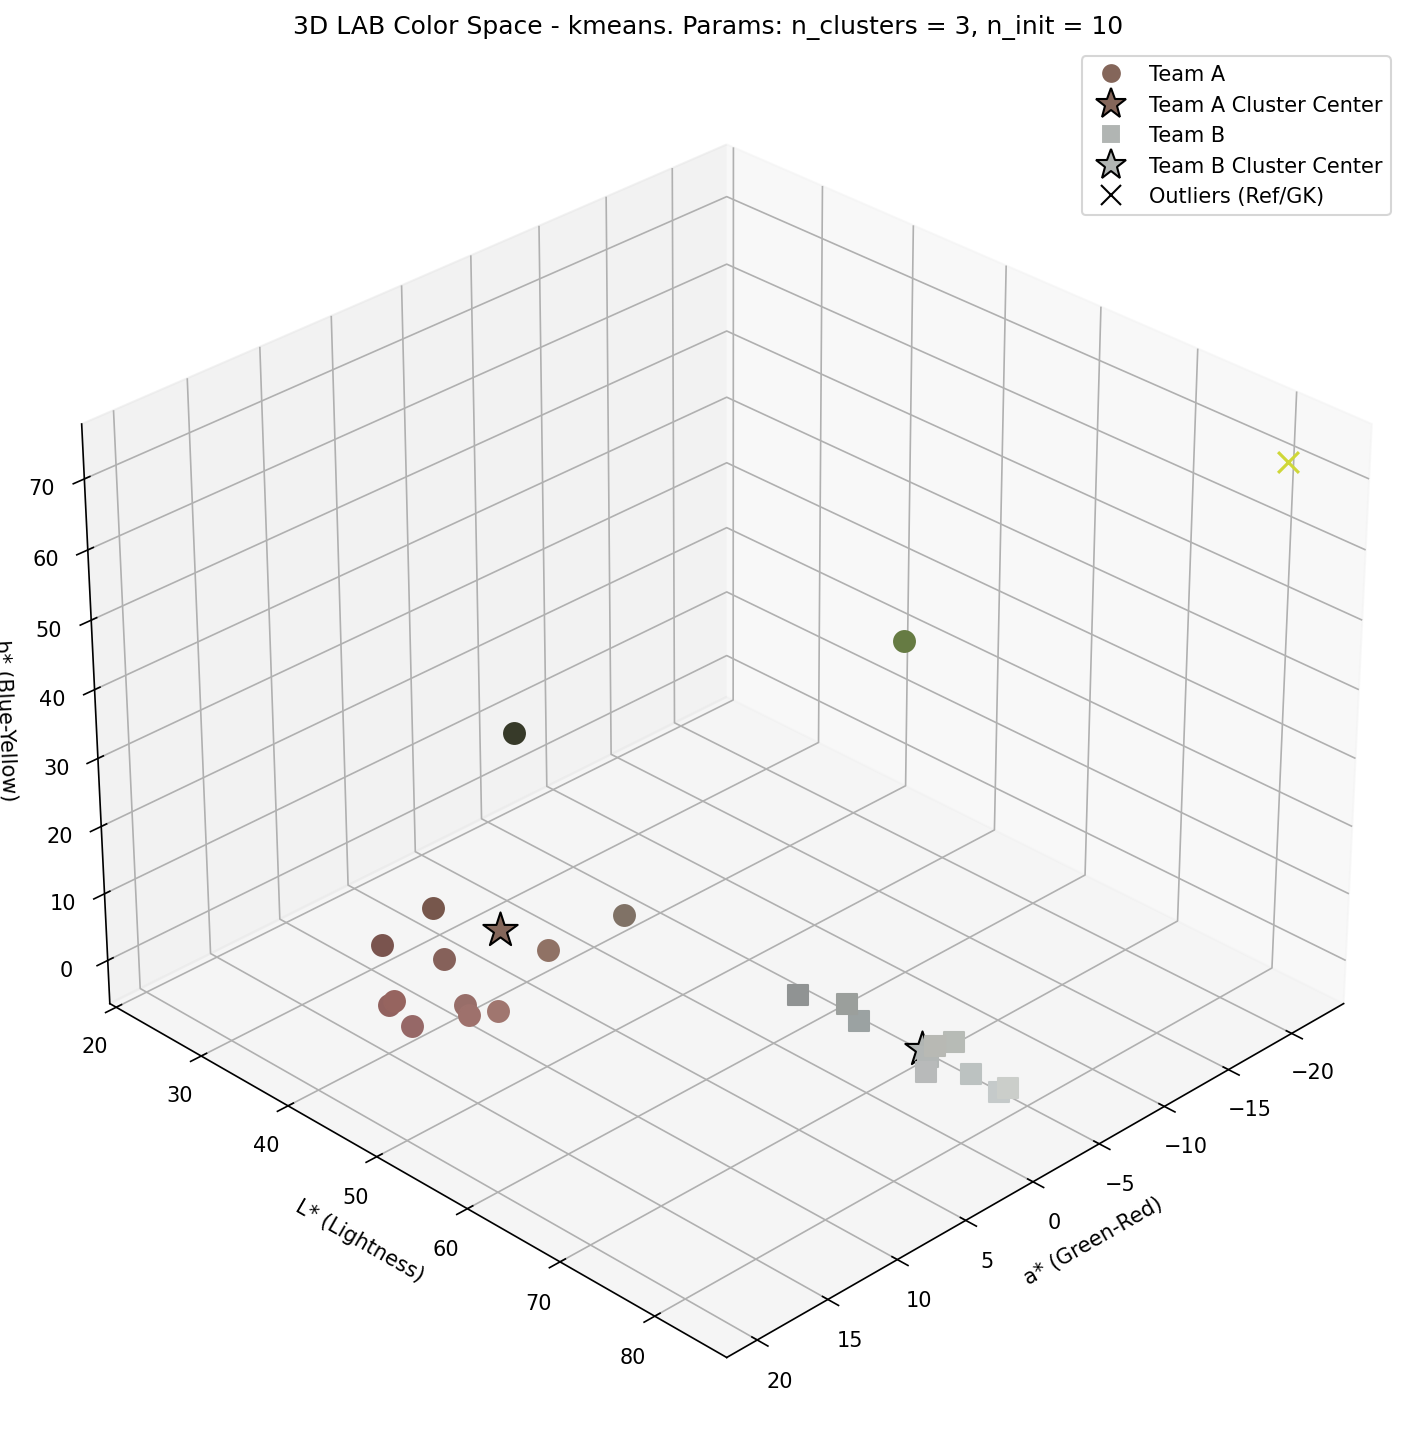 3D LAB Color Space - kmeans. Params: n_clusters = 3, n_init = 10
Team A
Team A Cluster Center
Team B
Team B Cluster Center
Outliers (Ref/GK)
70
60
50
40
30
20
10
0
b* (Blue-Yellow)
20
30
40
50
60
70
80
L* (Lightness)
−20
−15
−10
−5
0
5
10
15
20
a* (Green-Red)